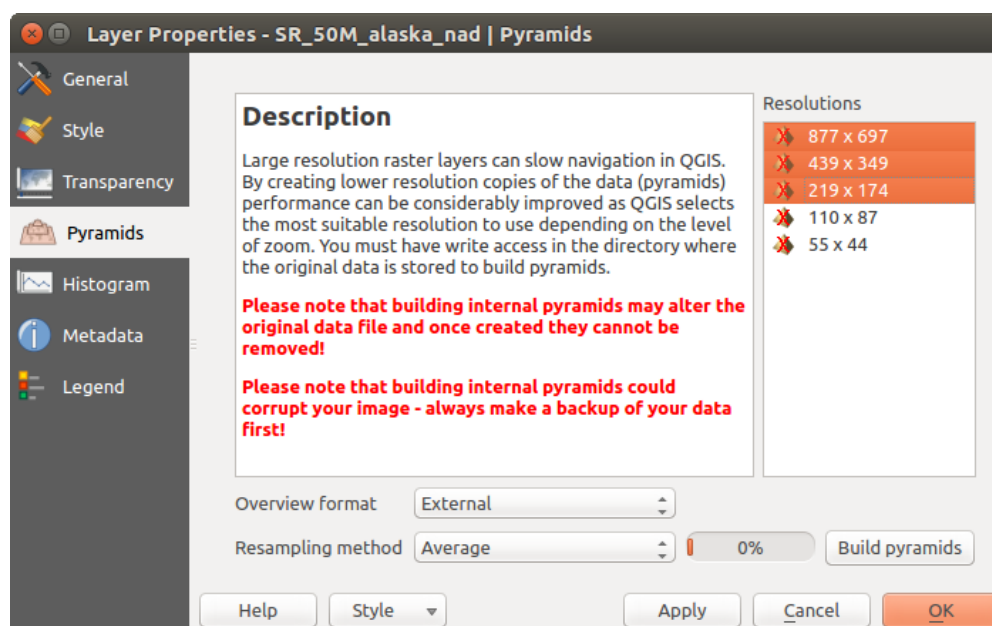 Layer Properties - SR_50M_alaska_nad | Pyramids
General
Style
Transparency
Pyramids
Histogram
Metadata
Legend
Description
Large resolution raster layers can slow navigation in QGIS.
By creating lower resolution copies of the data (pyramids)
performance can be considerably improved as QGIS selects
the most suitable resolution to use depending on the level
of zoom. You must have write access in the directory where
the original data is stored to build pyramids.
Please note that building internal pyramids may alter the
original data file and once created they cannot be
removed!
Please note that building internal pyramids could
corrupt your image - always make a backup of your data
first!
Resolutions
877 x 697
439 x 349
219 x 174
110 x 87
55 x 44
Overview format External
Resampling method Average 0% Build pyramids
Help Style Apply Cancel OK